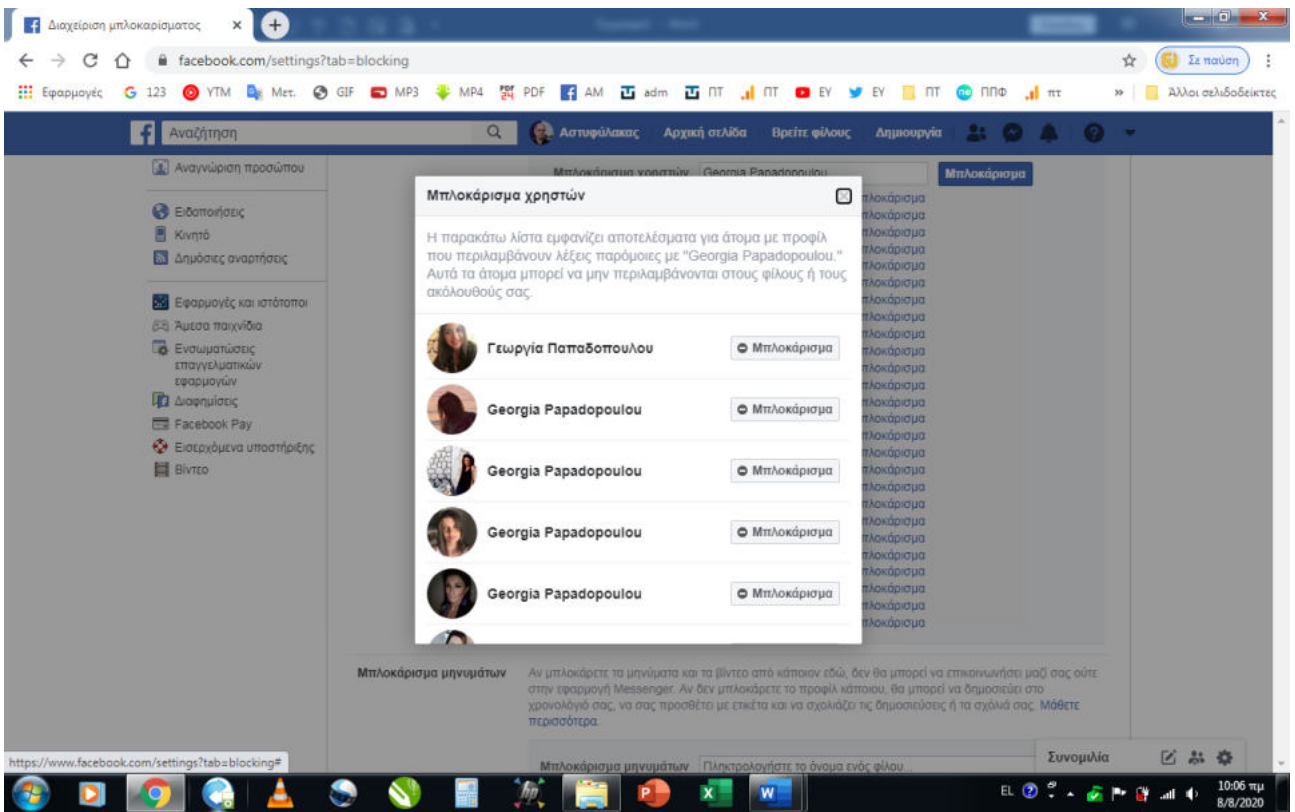 Διαχείριση μπλοκαρίσματος
facebook.com/settings?tab=blocking
Σε παύση
Εφαρμογές 123 YTM Μετ. GIF MP3 MP4 PDF AM adm ΠΤ ΠΤ ΕΥ ΕΥ ΠΤ ΠΠΦ πτ » Άλλοι σελιδοδείκτες
Αναζήτηση
Αστυφύλακας Αρχική σελίδα Βρείτε φίλους Δημιουργία
Αναγνώριση προσώπου
Ειδοποιήσεις
Κινητό
Δημόσιες αναρτήσεις
Εφαρμογές και ιστότοποι
Άμεσα παιχνίδια
Ενσωματώσεις
επαγγελματικών
εφαρμογών
Διαφημίσεις
Facebook Pay
Εισερχόμενα υποστήριξης
Βίντεο
Μπλοκάρισμα χρηστών Georgia Papadopoulou Μπλοκάρισμα
Μπλοκάρισμα χρηστών
Η παρακάτω λίστα εμφανίζει αποτελέσματα για άτομα με προφίλ
που περιλαμβάνουν λέξεις παρόμοιες με "Georgia Papadopoulou."
Αυτά τα άτομα μπορεί να μην περιλαμβάνονται στους φίλους ή τους
ακόλουθούς σας.
Γεωργία Παπαδοπουλου Μπλοκάρισμα
Georgia Papadopoulou Μπλοκάρισμα
Georgia Papadopoulou Μπλοκάρισμα
Georgia Papadopoulou Μπλοκάρισμα
Georgia Papadopoulou Μπλοκάρισμα
Μπλοκάρισμα μηνυμάτων
Αν μπλοκάρετε τα μηνύματα και τα βίντεο από κάποιον εδώ, δεν θα μπορεί να επικοινωνήσει μαζί σας ούτε
στην εφαρμογή Messenger. Αν δεν μπλοκάρετε το προφίλ κάποιου, θα μπορεί να δημοσιεύει στο
χρονολόγιό σας, να σας προσθέτει με ετικέτα και να σχολιάζει τις δημοσιεύσεις ή τα σχόλιά σας. Μάθετε
περισσότερα.
Μπλοκάρισμα μηνυμάτων Πληκτρολογήστε το όνομα ενός φίλου...
Συνομιλία
https://www.facebook.com/settings?tab=blocking#
EL
10:06 πμ
8/8/2020